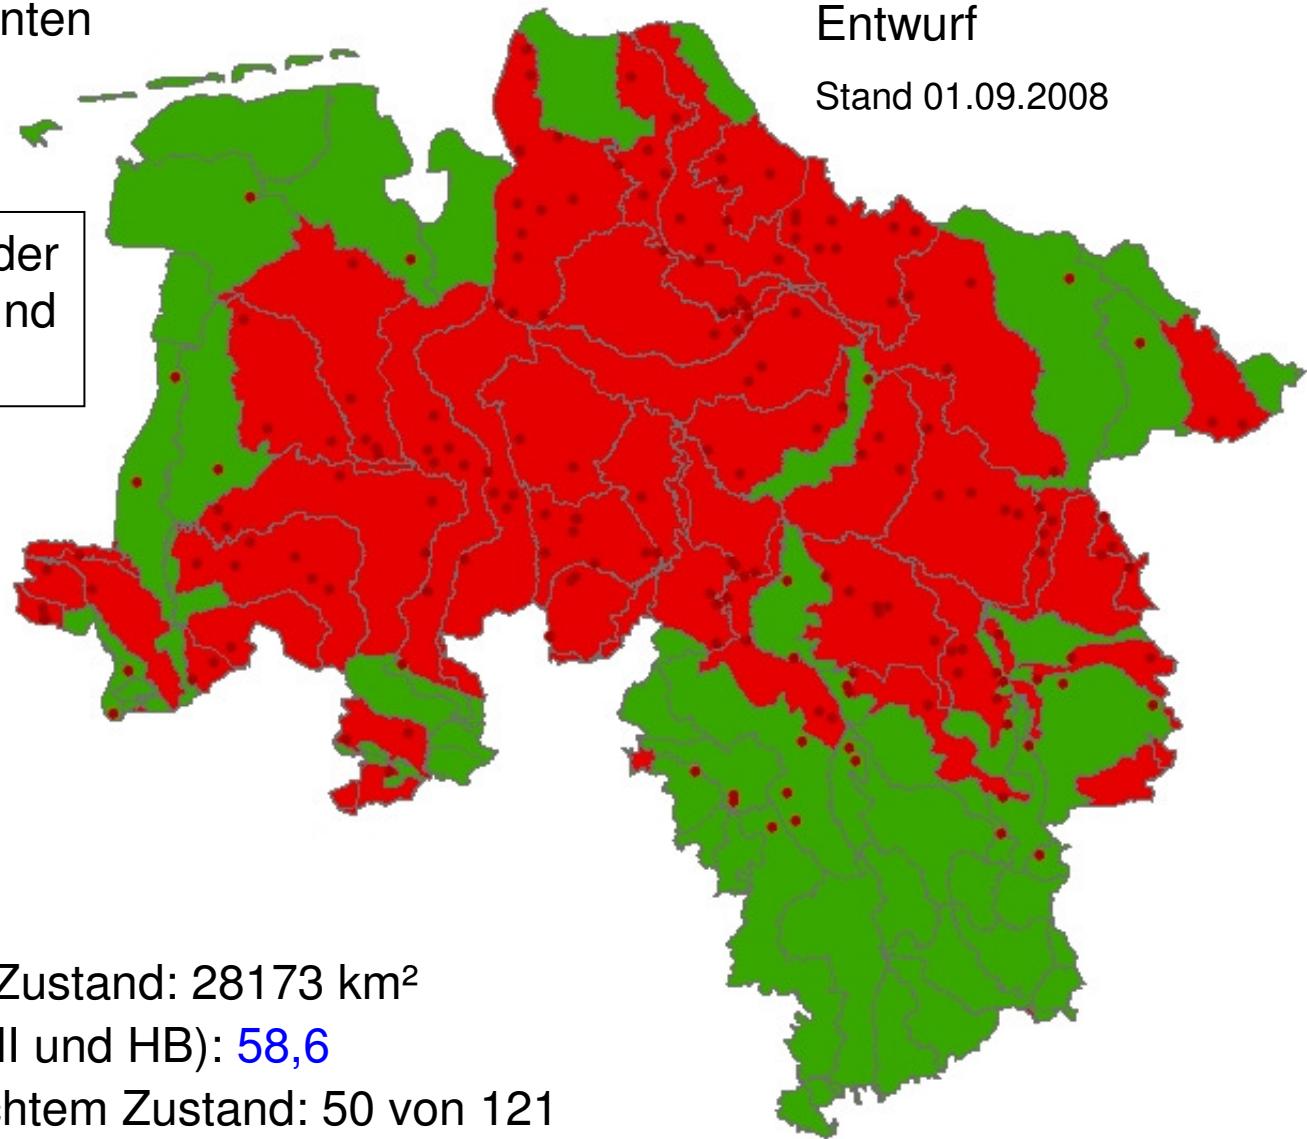 nten
Entwurf
Stand 01.09.2008
der
nd
Zustand: 28173 km²
II und HB): 58,6
chtem Zustand: 50 von 121